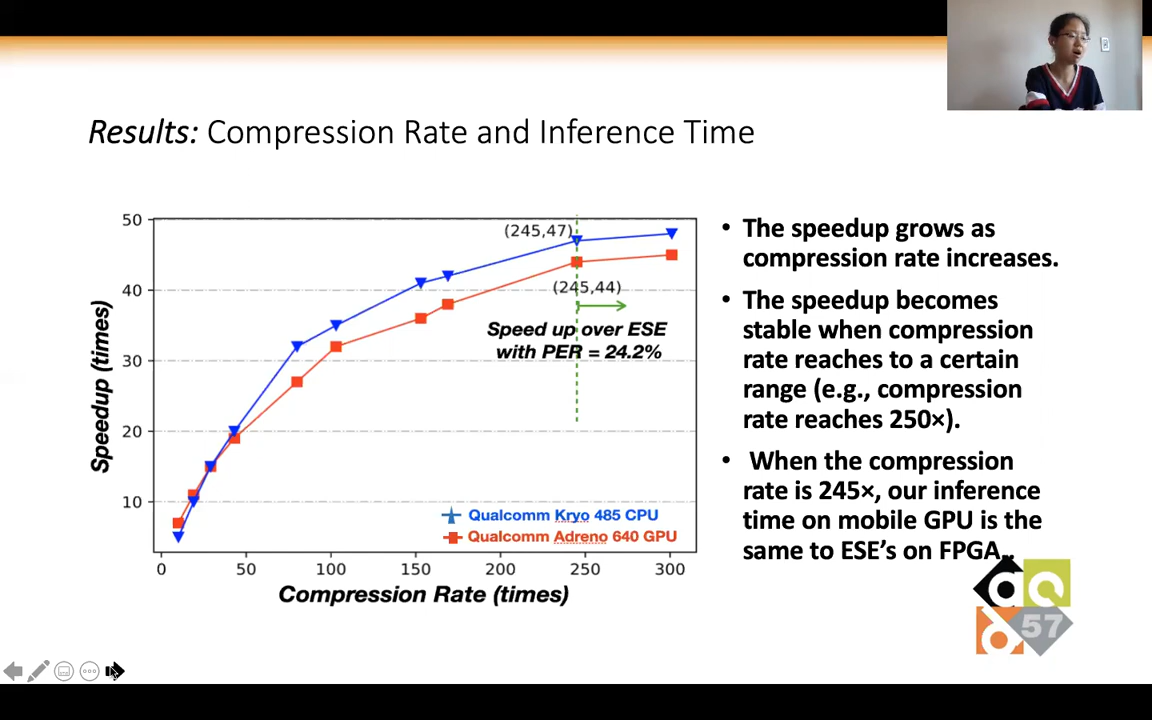 Results: Compression Rate and Inference Time
50
40
30
20
10
Speedup (times)
(245,47)
(245,44)
Speed up over ESE
with PER = 24.2%
Qualcomm Kryo 485 CPU
Qualcomm Adreno 640 GPU
0 50 100 150 200 250 300
Compression Rate (times)
• The speedup grows as
compression rate increases.
• The speedup becomes
stable when compression
rate reaches to a certain
range (e.g., compression
rate reaches 250×).
• When the compression
rate is 245×, our inference
time on mobile GPU is the
same to ESE’s on FPGA.
57